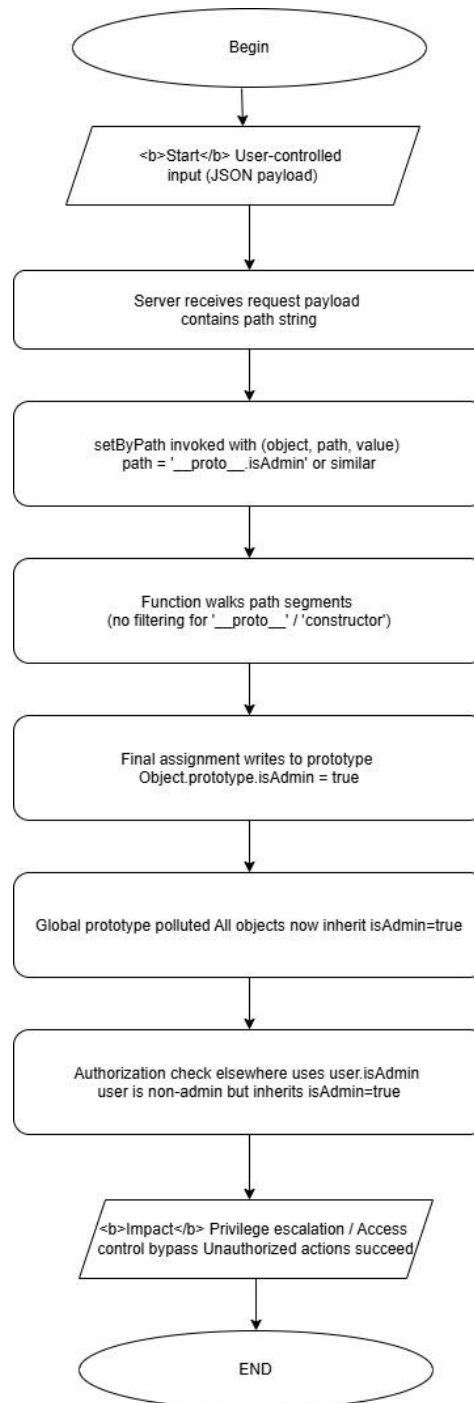 Begin
<b>Start</b> User-controlled
input (JSON payload)
Server receives request payload
contains path string
setByPath invoked with (object, path, value)
path = '__proto__.isAdmin' or similar
Function walks path segments
(no filtering for '__proto__' / 'constructor')
Final assignment writes to prototype
Object.prototype.isAdmin = true
Global prototype polluted All objects now inherit isAdmin=true
Authorization check elsewhere uses user.isAdmin
user is non-admin but inherits isAdmin=true
<b>Impact</b> Privilege escalation / Access
control bypass Unauthorized actions succeed
END